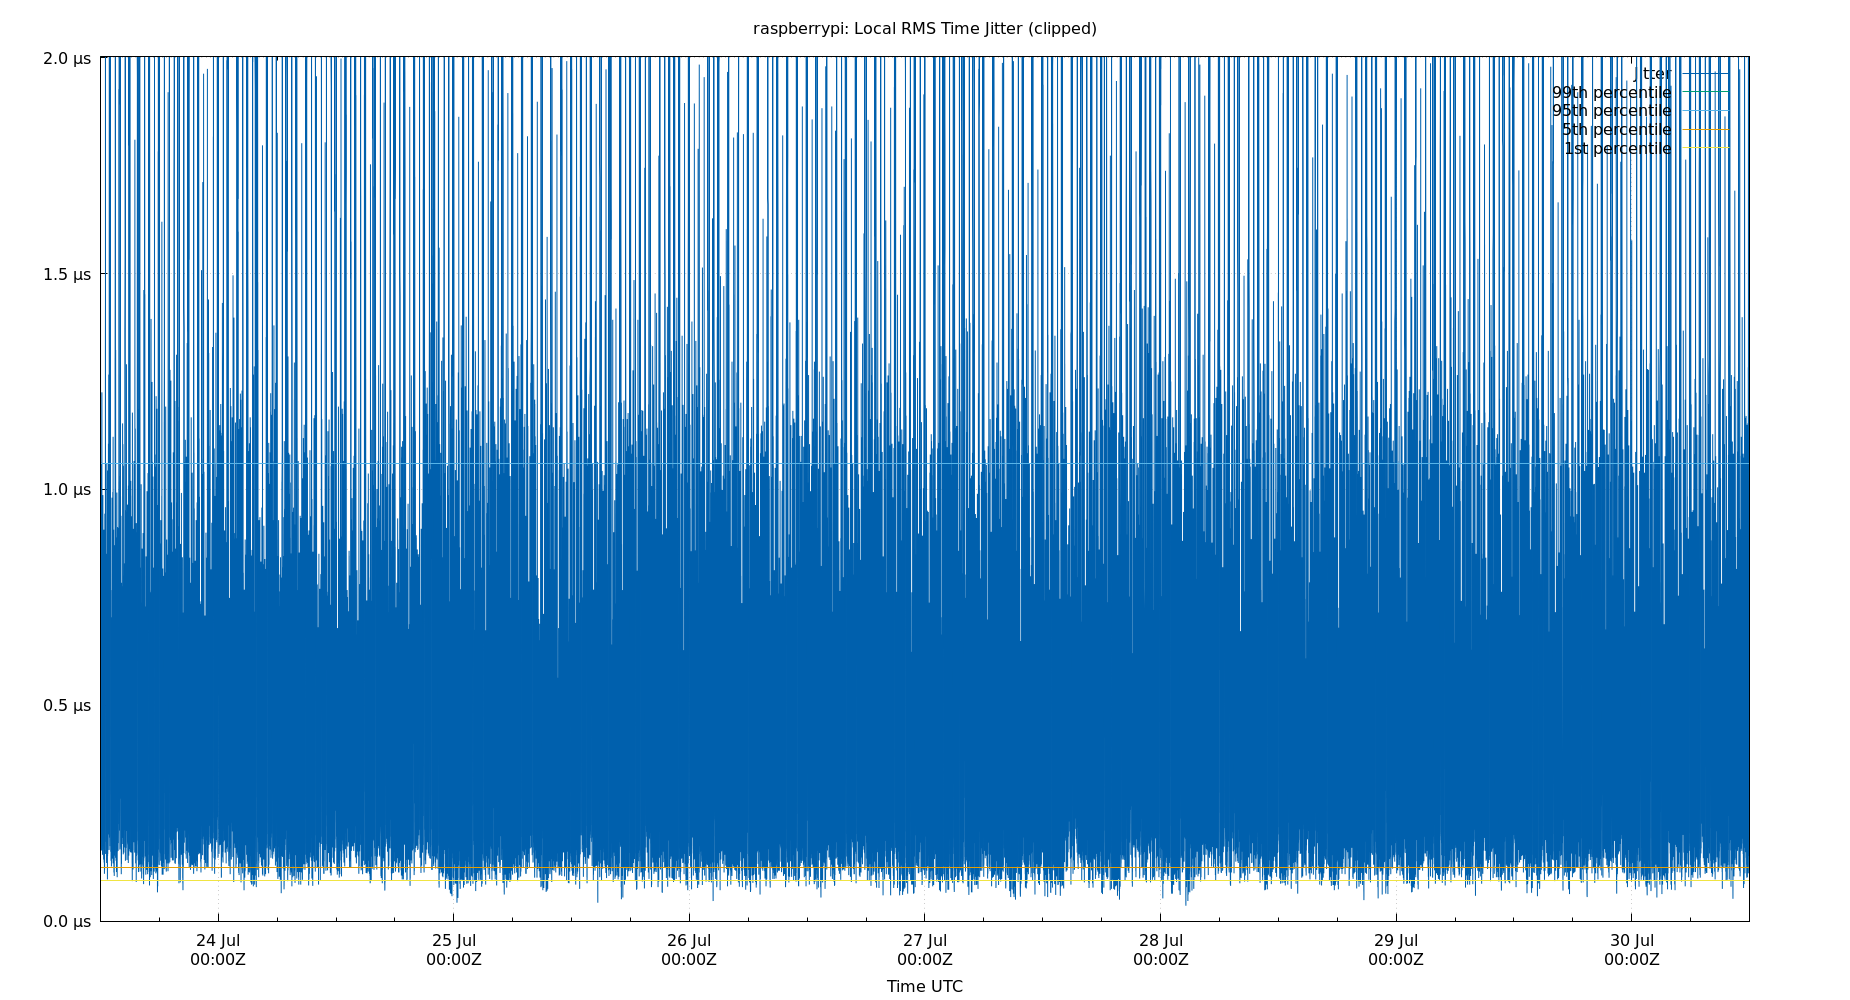 raspberrypi: Local RMS Time Jitter (clipped)
2.0 µs
1.5 µs
1.0 µs
0.5 µs
0.0 µs
Jitter
99th percentile
95th percentile
5th percentile
1st percentile
24 Jul
00:00Z
25 Jul
00:00Z
26 Jul
00:00Z
27 Jul
00:00Z
28 Jul
00:00Z
29 Jul
00:00Z
30 Jul
00:00Z
Time UTC